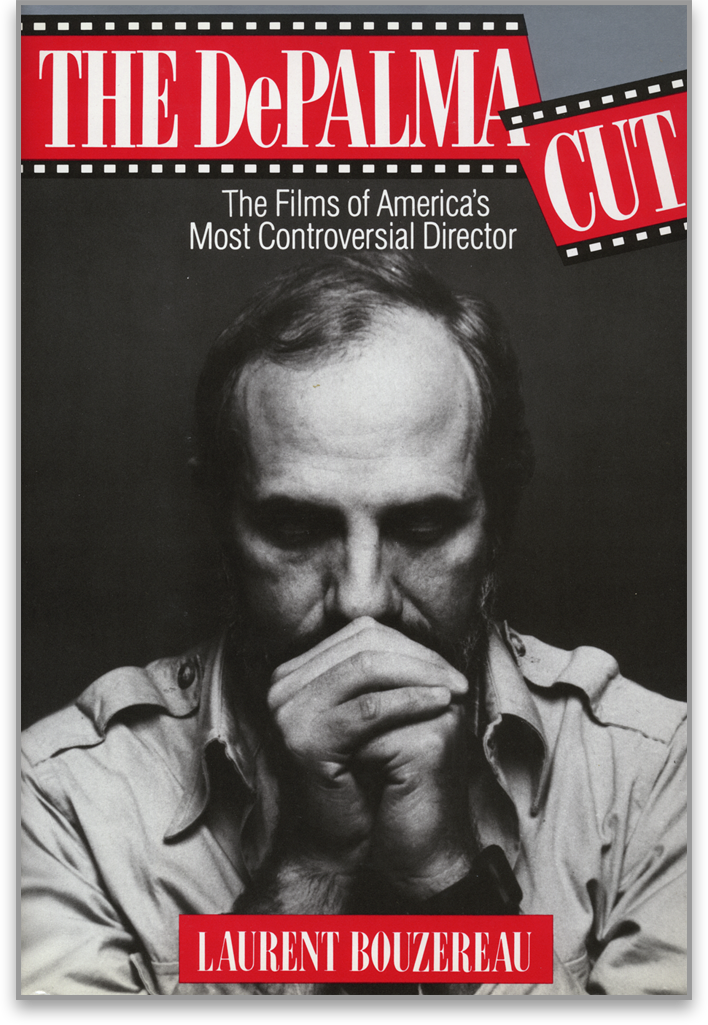 THE DePALMA
CUT
The Films of America's
Most Controversial Director
LAURENT BOUZEREAU